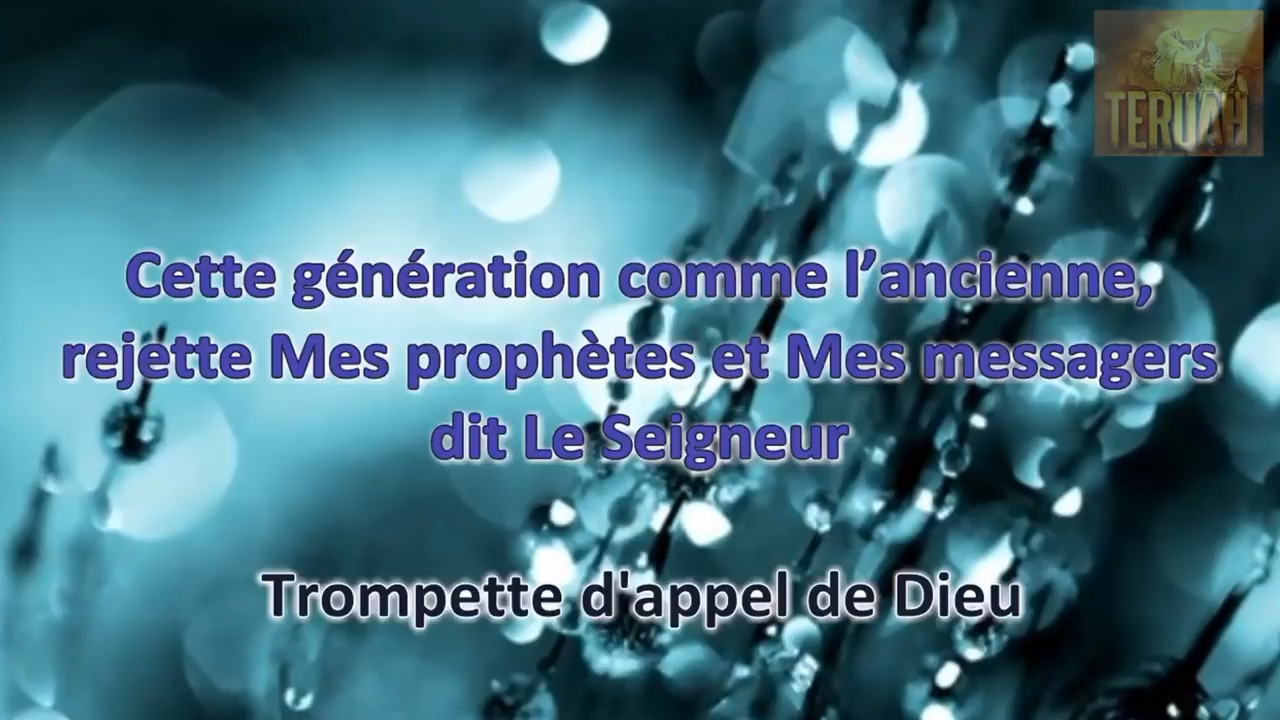 TERUAH
Cette génération comme l’ancienne,
rejette Mes prophètes et Mes messagers
dit Le Seigneur
Trompette d'appel de Dieu